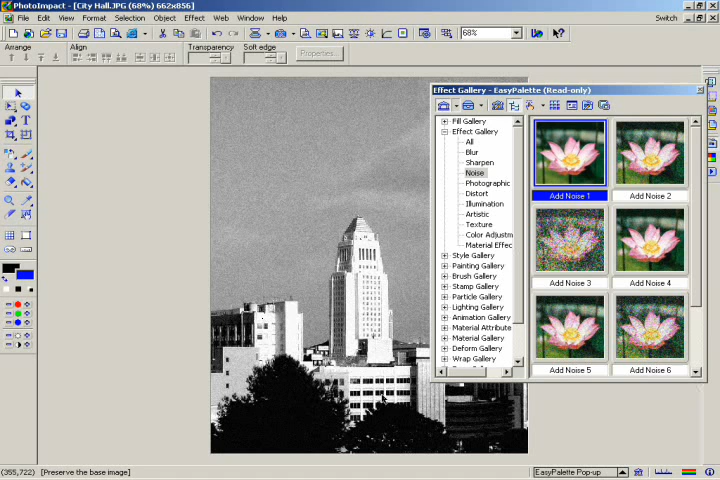 PhotoImpact - [City Hall.JPG (68%) 662x856]
File Edit View Format Selection Object Effect Web Window Help Switch
68%
Arrange Align Transparency Soft edge
Properties...
Effect Gallery - EasyPalette (Read-only)
Fill Gallery
Effect Gallery
All
Blur
Sharpen
Noise
Photographic
Distort
Illumination
Artistic
Texture
Color Adjustm
Material Effec
Style Gallery
Painting Gallery
Brush Gallery
Stamp Gallery
Particle Gallery
Lighting Gallery
Animation Gallery
Material Attribute
Material Gallery
Deform Gallery
Wrap Gallery
Add Noise 1 Add Noise 2
Add Noise 3 Add Noise 4
Add Noise 5 Add Noise 6
(355,722) [Preserve the base image] EasyPalette Pop-up